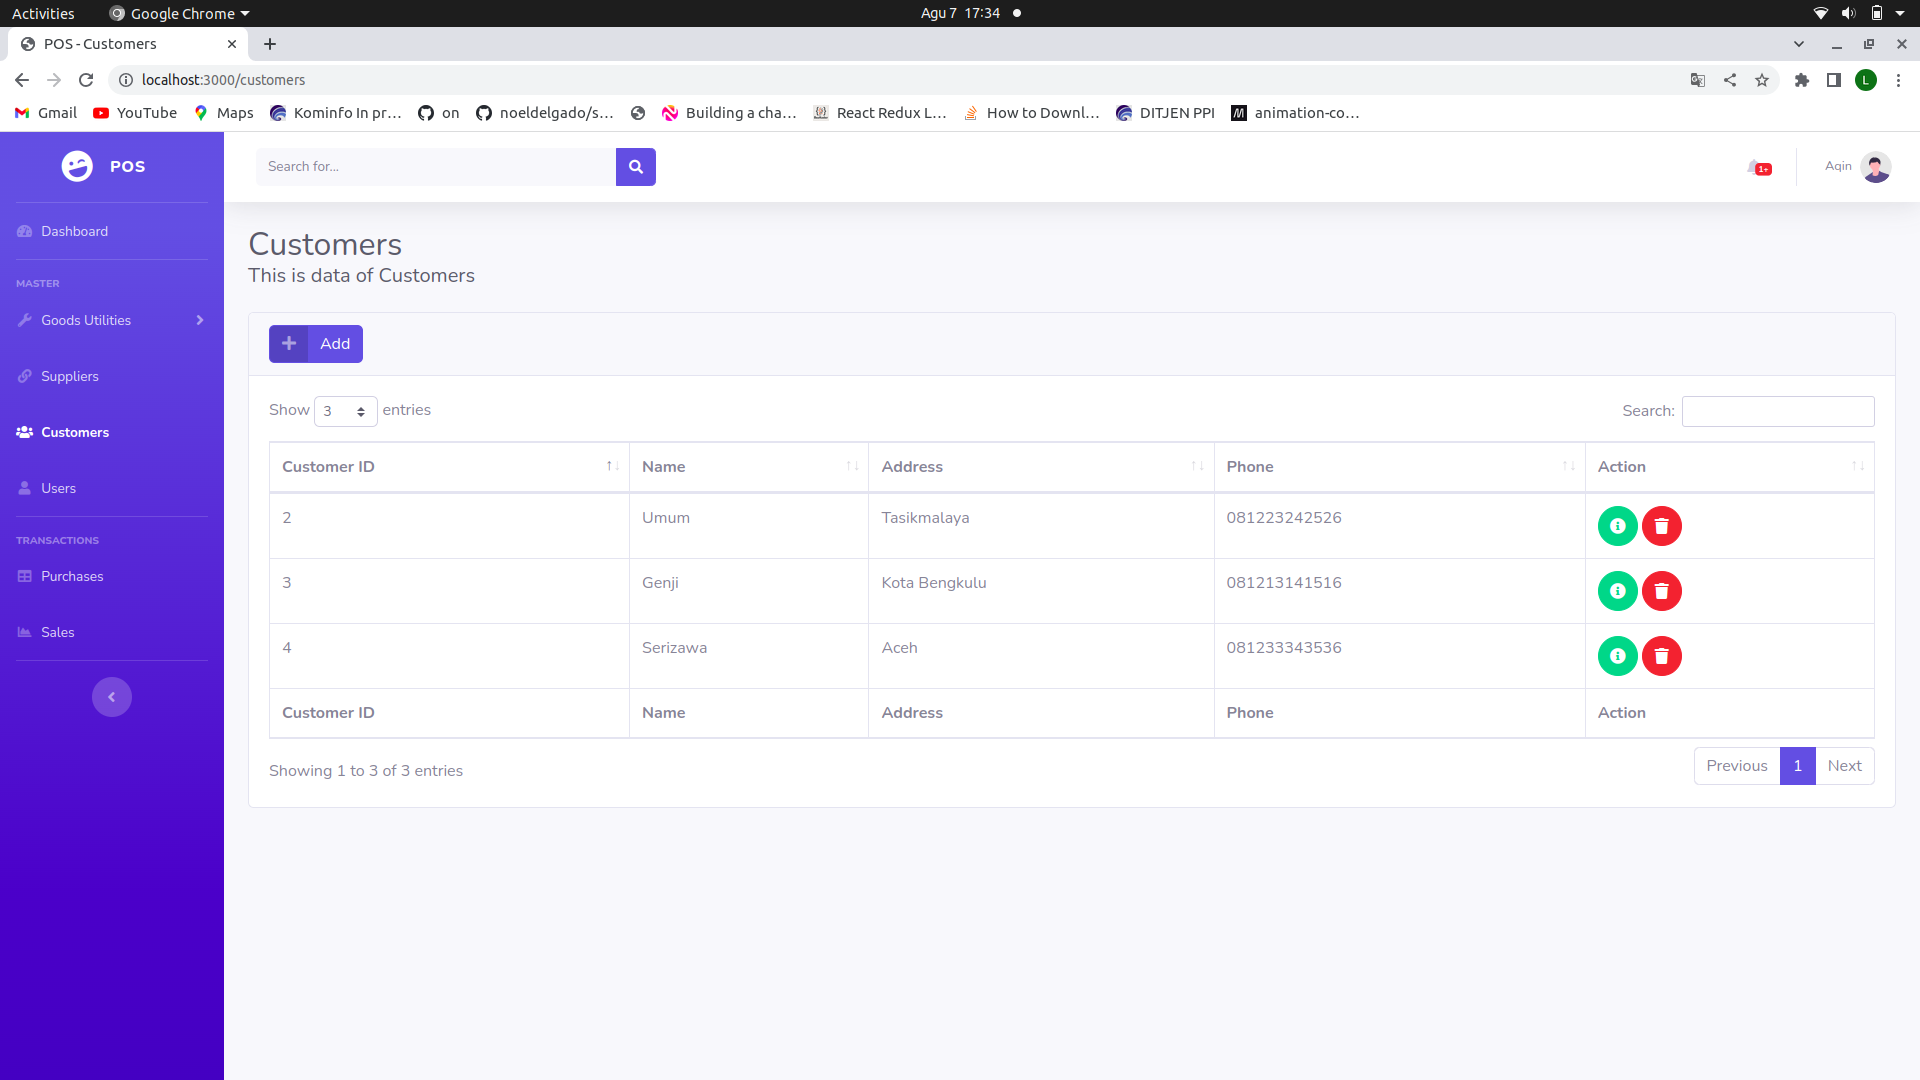 Activities Google Chrome Agu 7 17:34
POS - Customers
localhost:3000/customers L
Gmail YouTube Maps Kominfo In pr... on noeldelgado/s... Building a cha... React Redux L... How to Downl... DITJEN PPI animation-co...
POS
Search for...
1+
Aqin
Dashboard
MASTER
Goods Utilities
Suppliers
Customers
Users
TRANSACTIONS
Purchases
Sales
Customers
This is data of Customers
Add
Show 3 entries Search:
Customer ID Name Address Phone Action
2 Umum Tasikmalaya 081223242526
3 Genji Kota Bengkulu 081213141516
4 Serizawa Aceh 081233343536
Customer ID Name Address Phone Action
Showing 1 to 3 of 3 entries Previous 1 Next